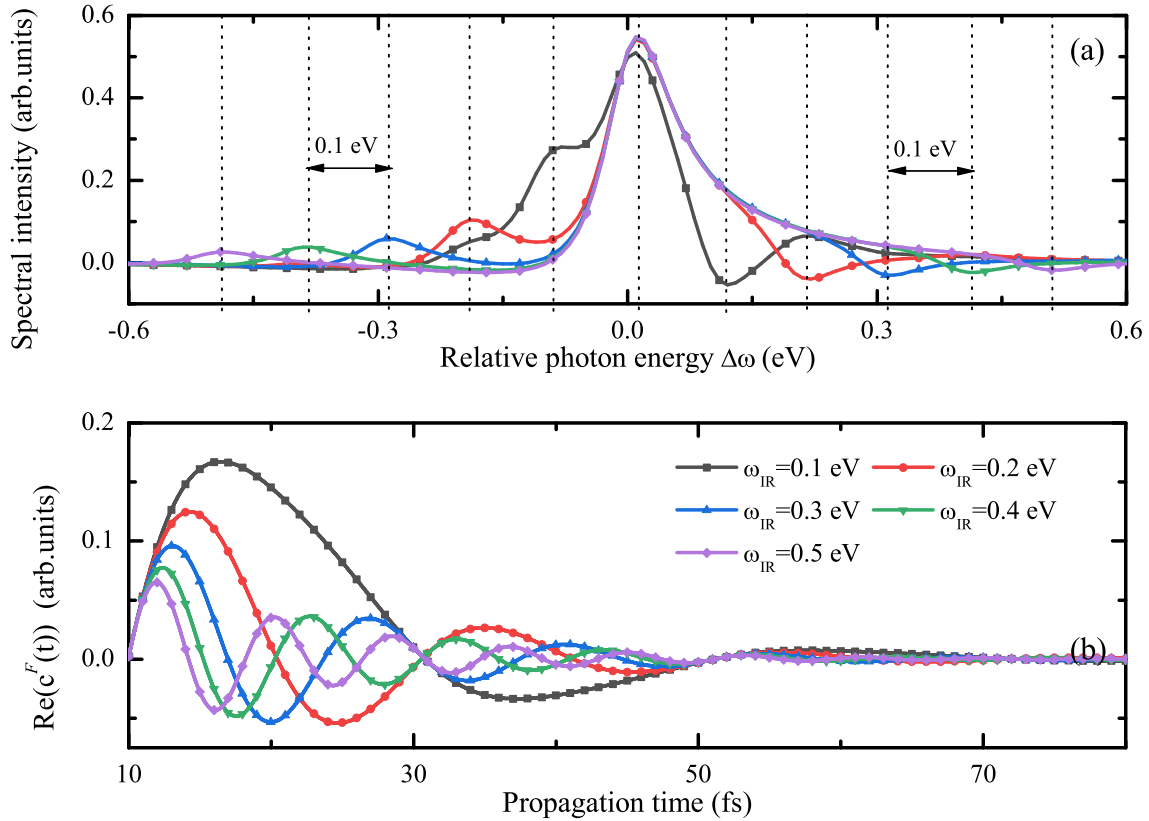 0.6
(a)
0.4
0.1 eV
0.1 eV
0.2
0.0
Spectral intensity (arb.units)
-0.6 -0.3 0.0 0.3 0.6
Relative photon energy Δω (eV)
0.2
ω_IR=0.1 eV ω_IR=0.2 eV
ω_IR=0.3 eV ω_IR=0.4 eV
ω_IR=0.5 eV
0.1
0.0
(b)
Re(c^F(t)) (arb.units)
10 30 50 70
Propagation time (fs)